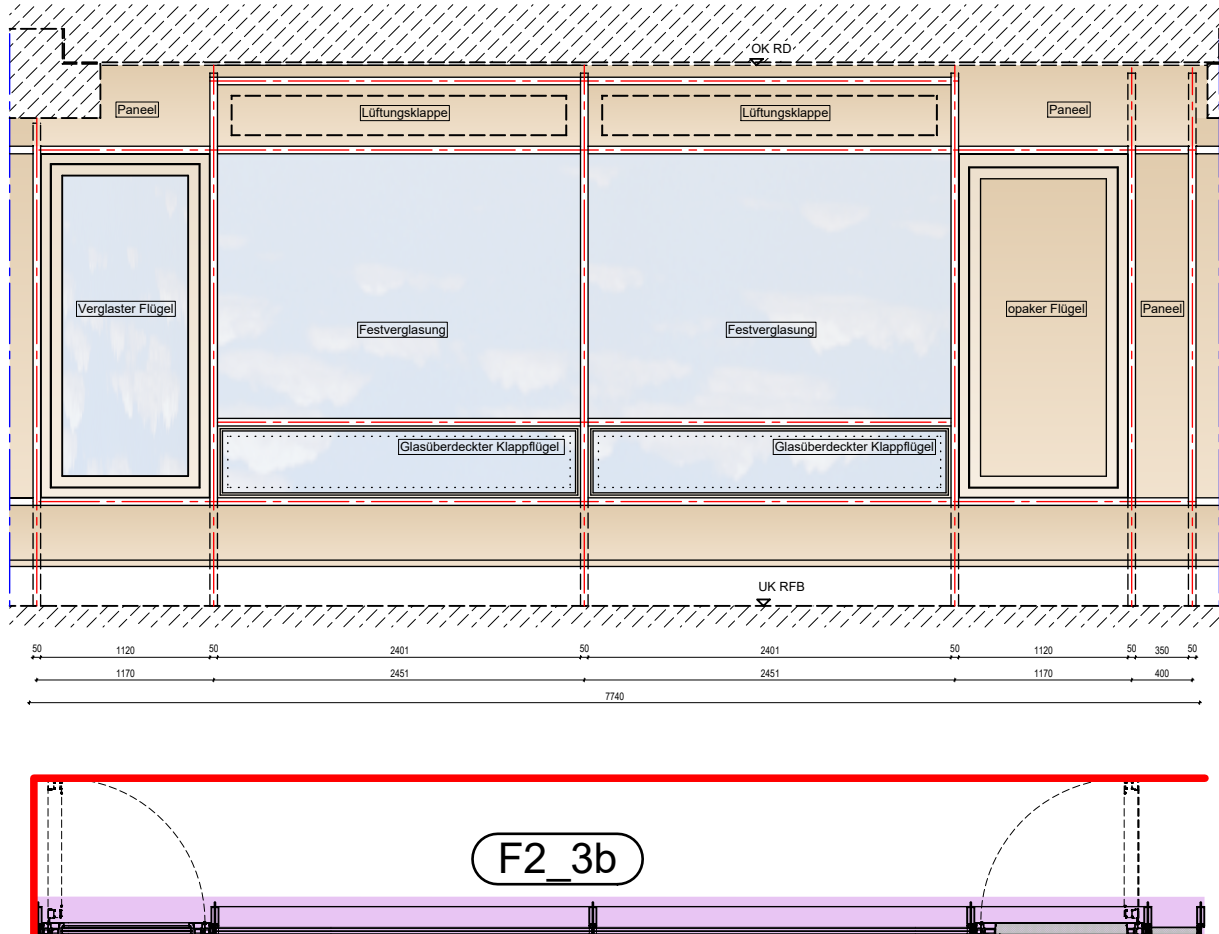 OK RD
Paneel
Lüftungsklappe
Lüftungsklappe
Paneel
Verglaster Flügel
Festverglasung
Festverglasung
opaker Flügel
Paneel
Glasüberdeckter Klappflügel
Glasüberdeckter Klappflügel
UK RFB
50 1120 50 2401 50 2401 50 1120 50 350 50
1170 2451 2451 1170 400
7740
F2_3b